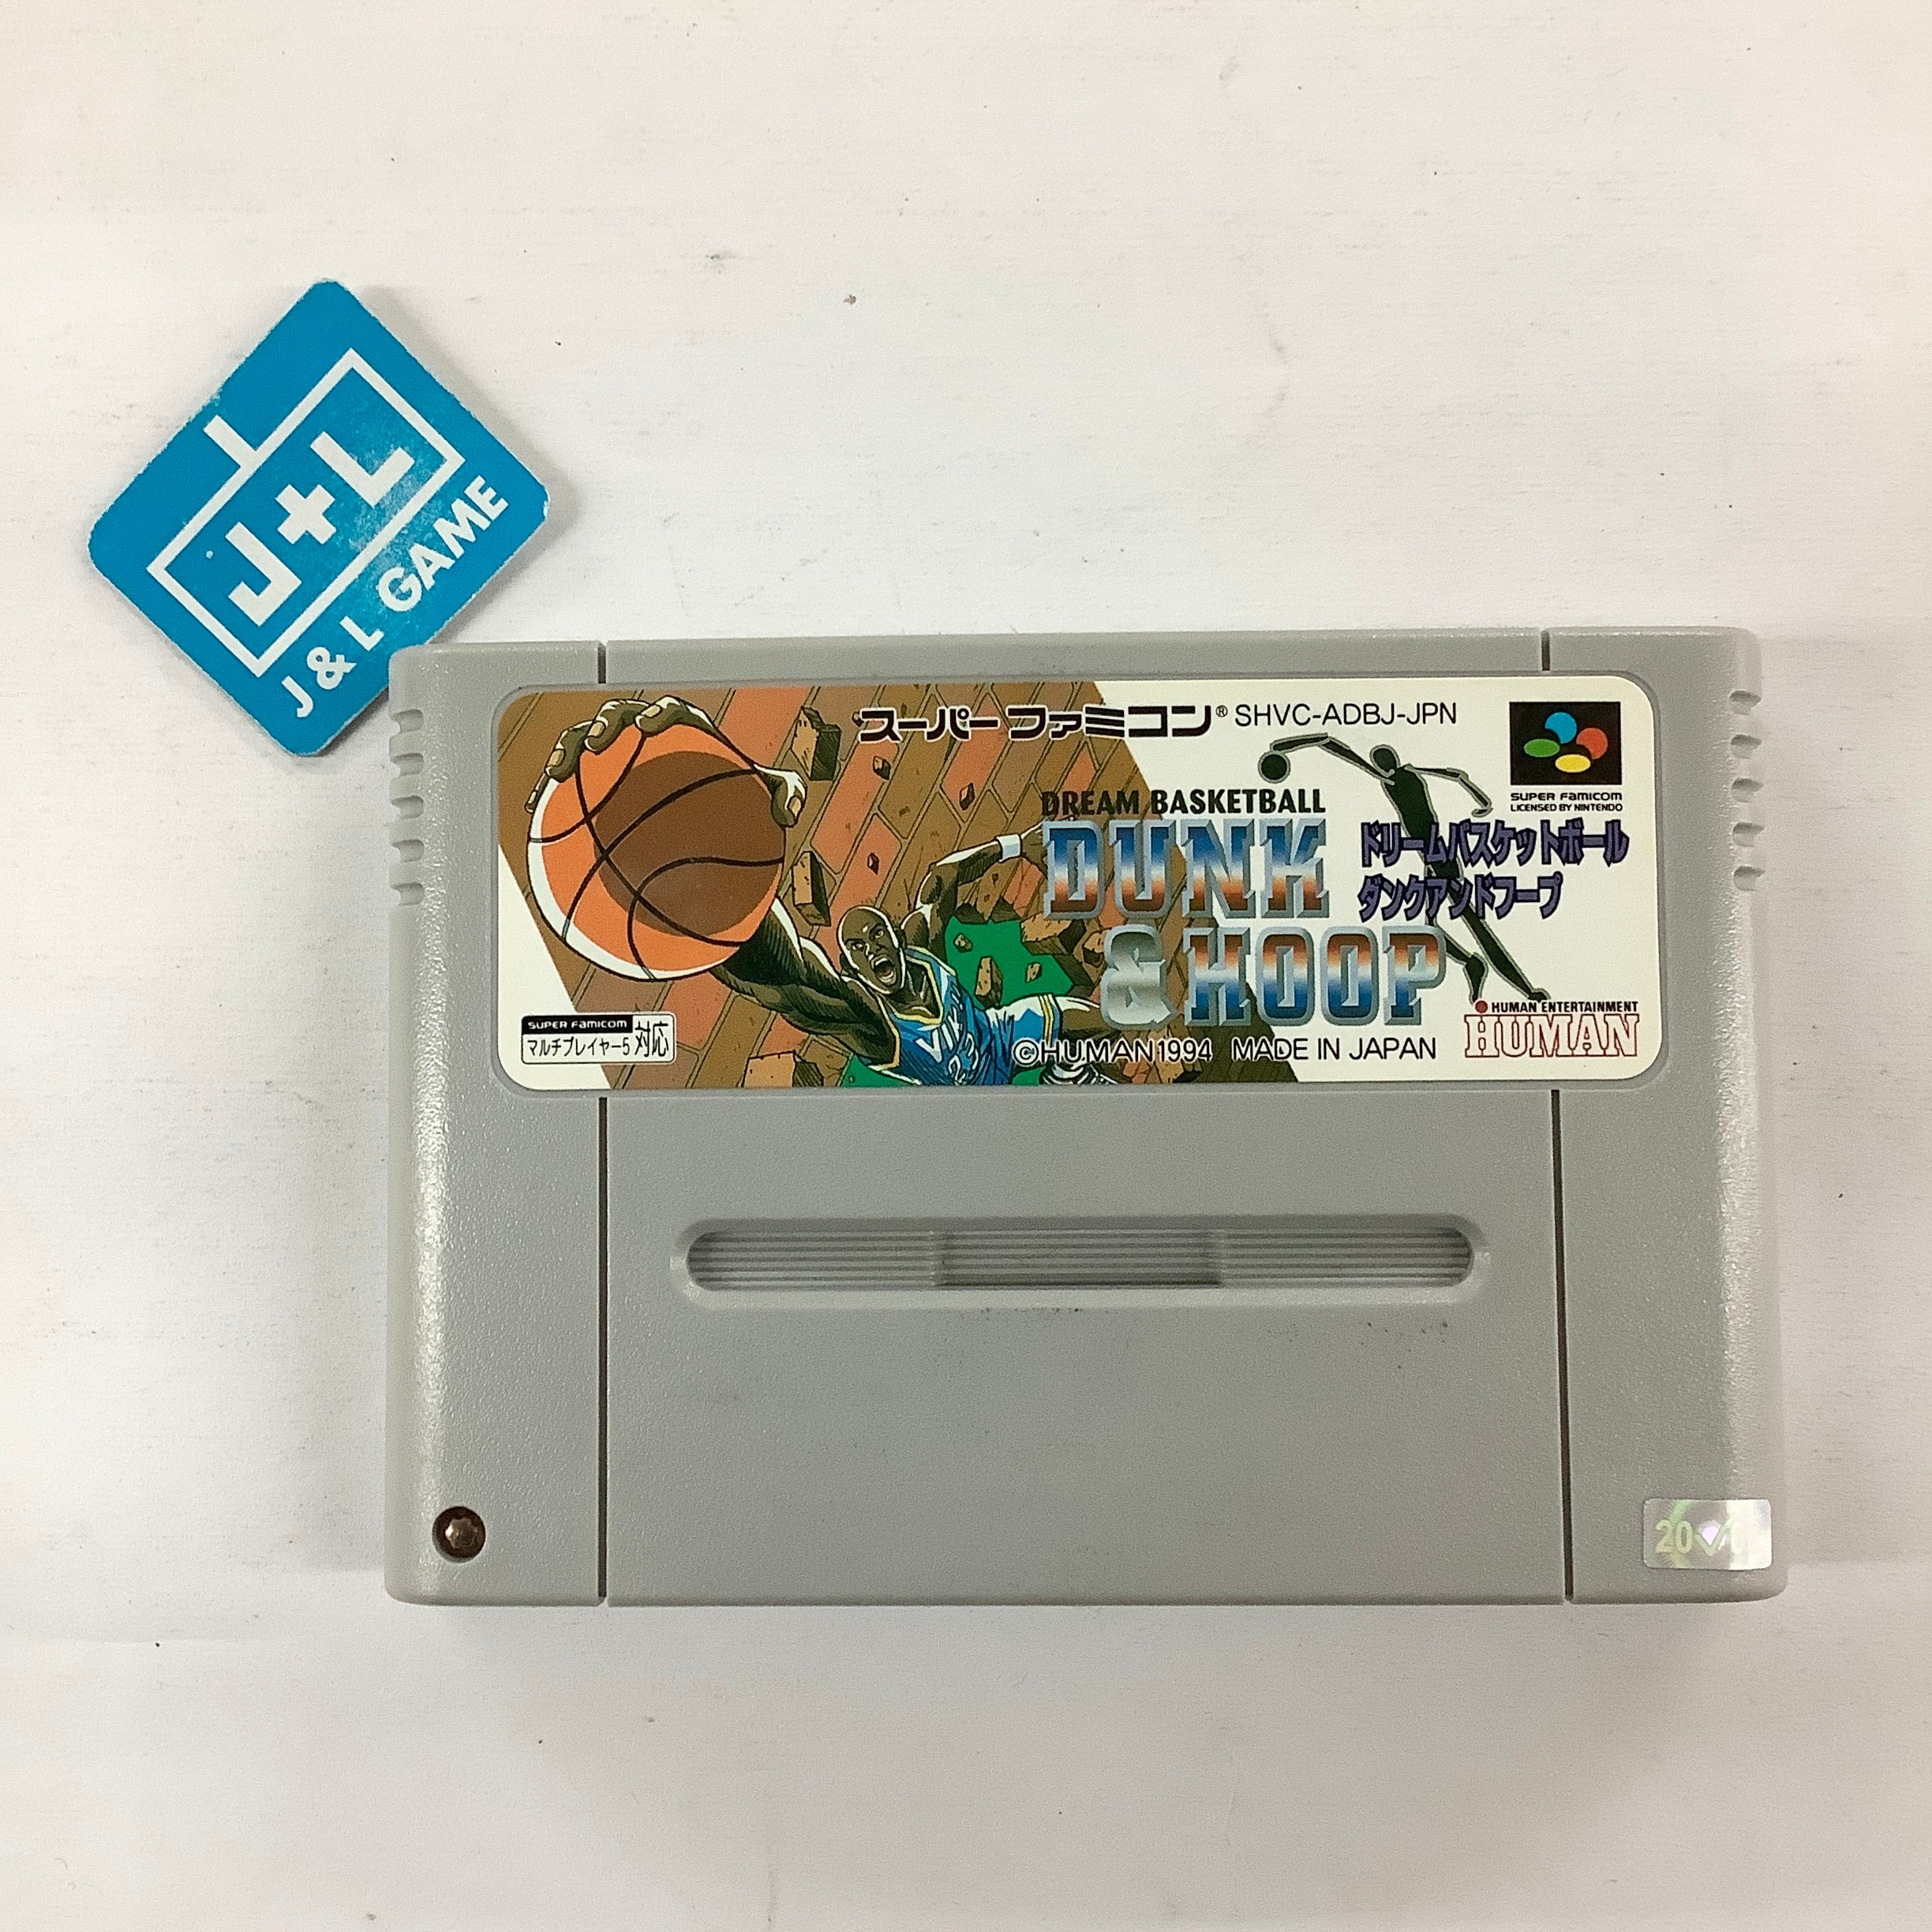 J+L
J & L GAME
スーパーファミコン® SHVC-ADBJ-JPN
SUPER FAMICOM
LICENSED BY NINTENDO
DREAM BASKETBALL
DUNK
& HOOP
ドリームバスケットボール
ダンクアンドフープ
SUPER FAMICOM
マルチプレイヤー5 対応
©HUMAN 1994 MADE IN JAPAN
HUMAN ENTERTAINMENT
HUMAN